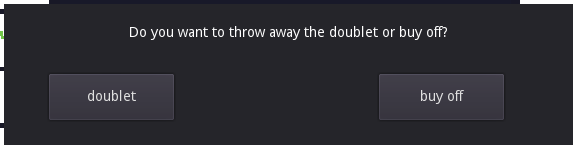 Do you want to throw away the doublet or buy off?
doublet
buy off